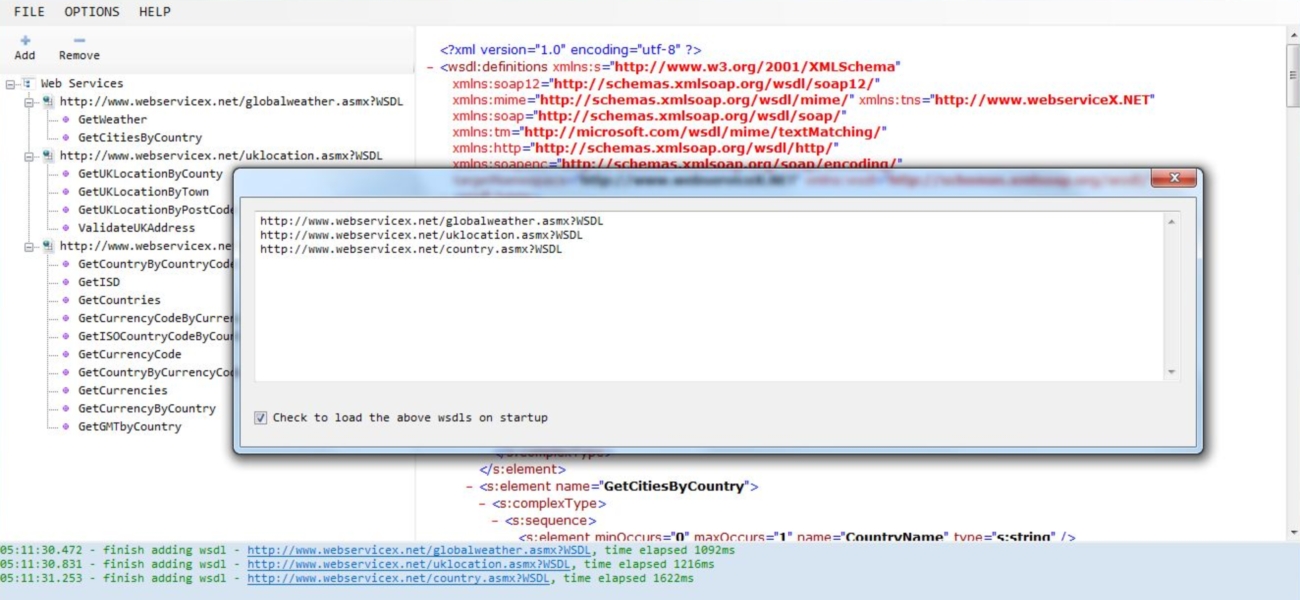 FILE OPTIONS HELP
Add Remove
Web Services
http://www.webservicex.net/globalweather.asmx?WSDL
GetWeather
GetCitiesByCountry
http://www.webservicex.net/uklocation.asmx?WSDL
GetUKLocationByCounty
GetUKLocationByTown
GetUKLocationByPostCode
ValidateUKAddress
http://www.webservicex.ne
GetCountryByCountryCode
GetISD
GetCountries
GetCurrencyCodeByCurre
GetISOCountryCodeByCou
GetCurrencyCode
GetCountryByCurrencyCo
GetCurrencies
GetCurrencyByCountry
GetGMTbyCountry
<?xml version="1.0" encoding="utf-8" ?>
- <wsdl:definitions xmlns:s="http://www.w3.org/2001/XMLSchema"
xmlns:soap12="http://schemas.xmlsoap.org/wsdl/soap12/"
xmlns:mime="http://schemas.xmlsoap.org/wsdl/mime/" xmlns:tns="http://www.webserviceX.NET"
xmlns:soap="http://schemas.xmlsoap.org/wsdl/soap/"
xmlns:tm="http://microsoft.com/wsdl/mime/textMatching/"
xmlns:http="http://schemas.xmlsoap.org/wsdl/http/"
xmlns:soapenc="http://schemas.xmlsoap.org/soap/encoding/"
http://www.webservicex.net/globalweather.asmx?WSDL
http://www.webservicex.net/uklocation.asmx?WSDL
http://www.webservicex.net/country.asmx?WSDL
Check to load the above wsdls on startup
</s:complexType>
</s:element>
- <s:element name="GetCitiesByCountry">
- <s:complexType>
- <s:sequence>
<s:element minOccurs="0" maxOccurs="1" name="CountryName" type="s:string" />
05:11:30.472 - finish adding wsdl - http://www.webservicex.net/globalweather.asmx?WSDL, time elapsed 1092ms
05:11:30.831 - finish adding wsdl - http://www.webservicex.net/uklocation.asmx?WSDL, time elapsed 1216ms
05:11:31.253 - finish adding wsdl - http://www.webservicex.net/country.asmx?WSDL, time elapsed 1622ms